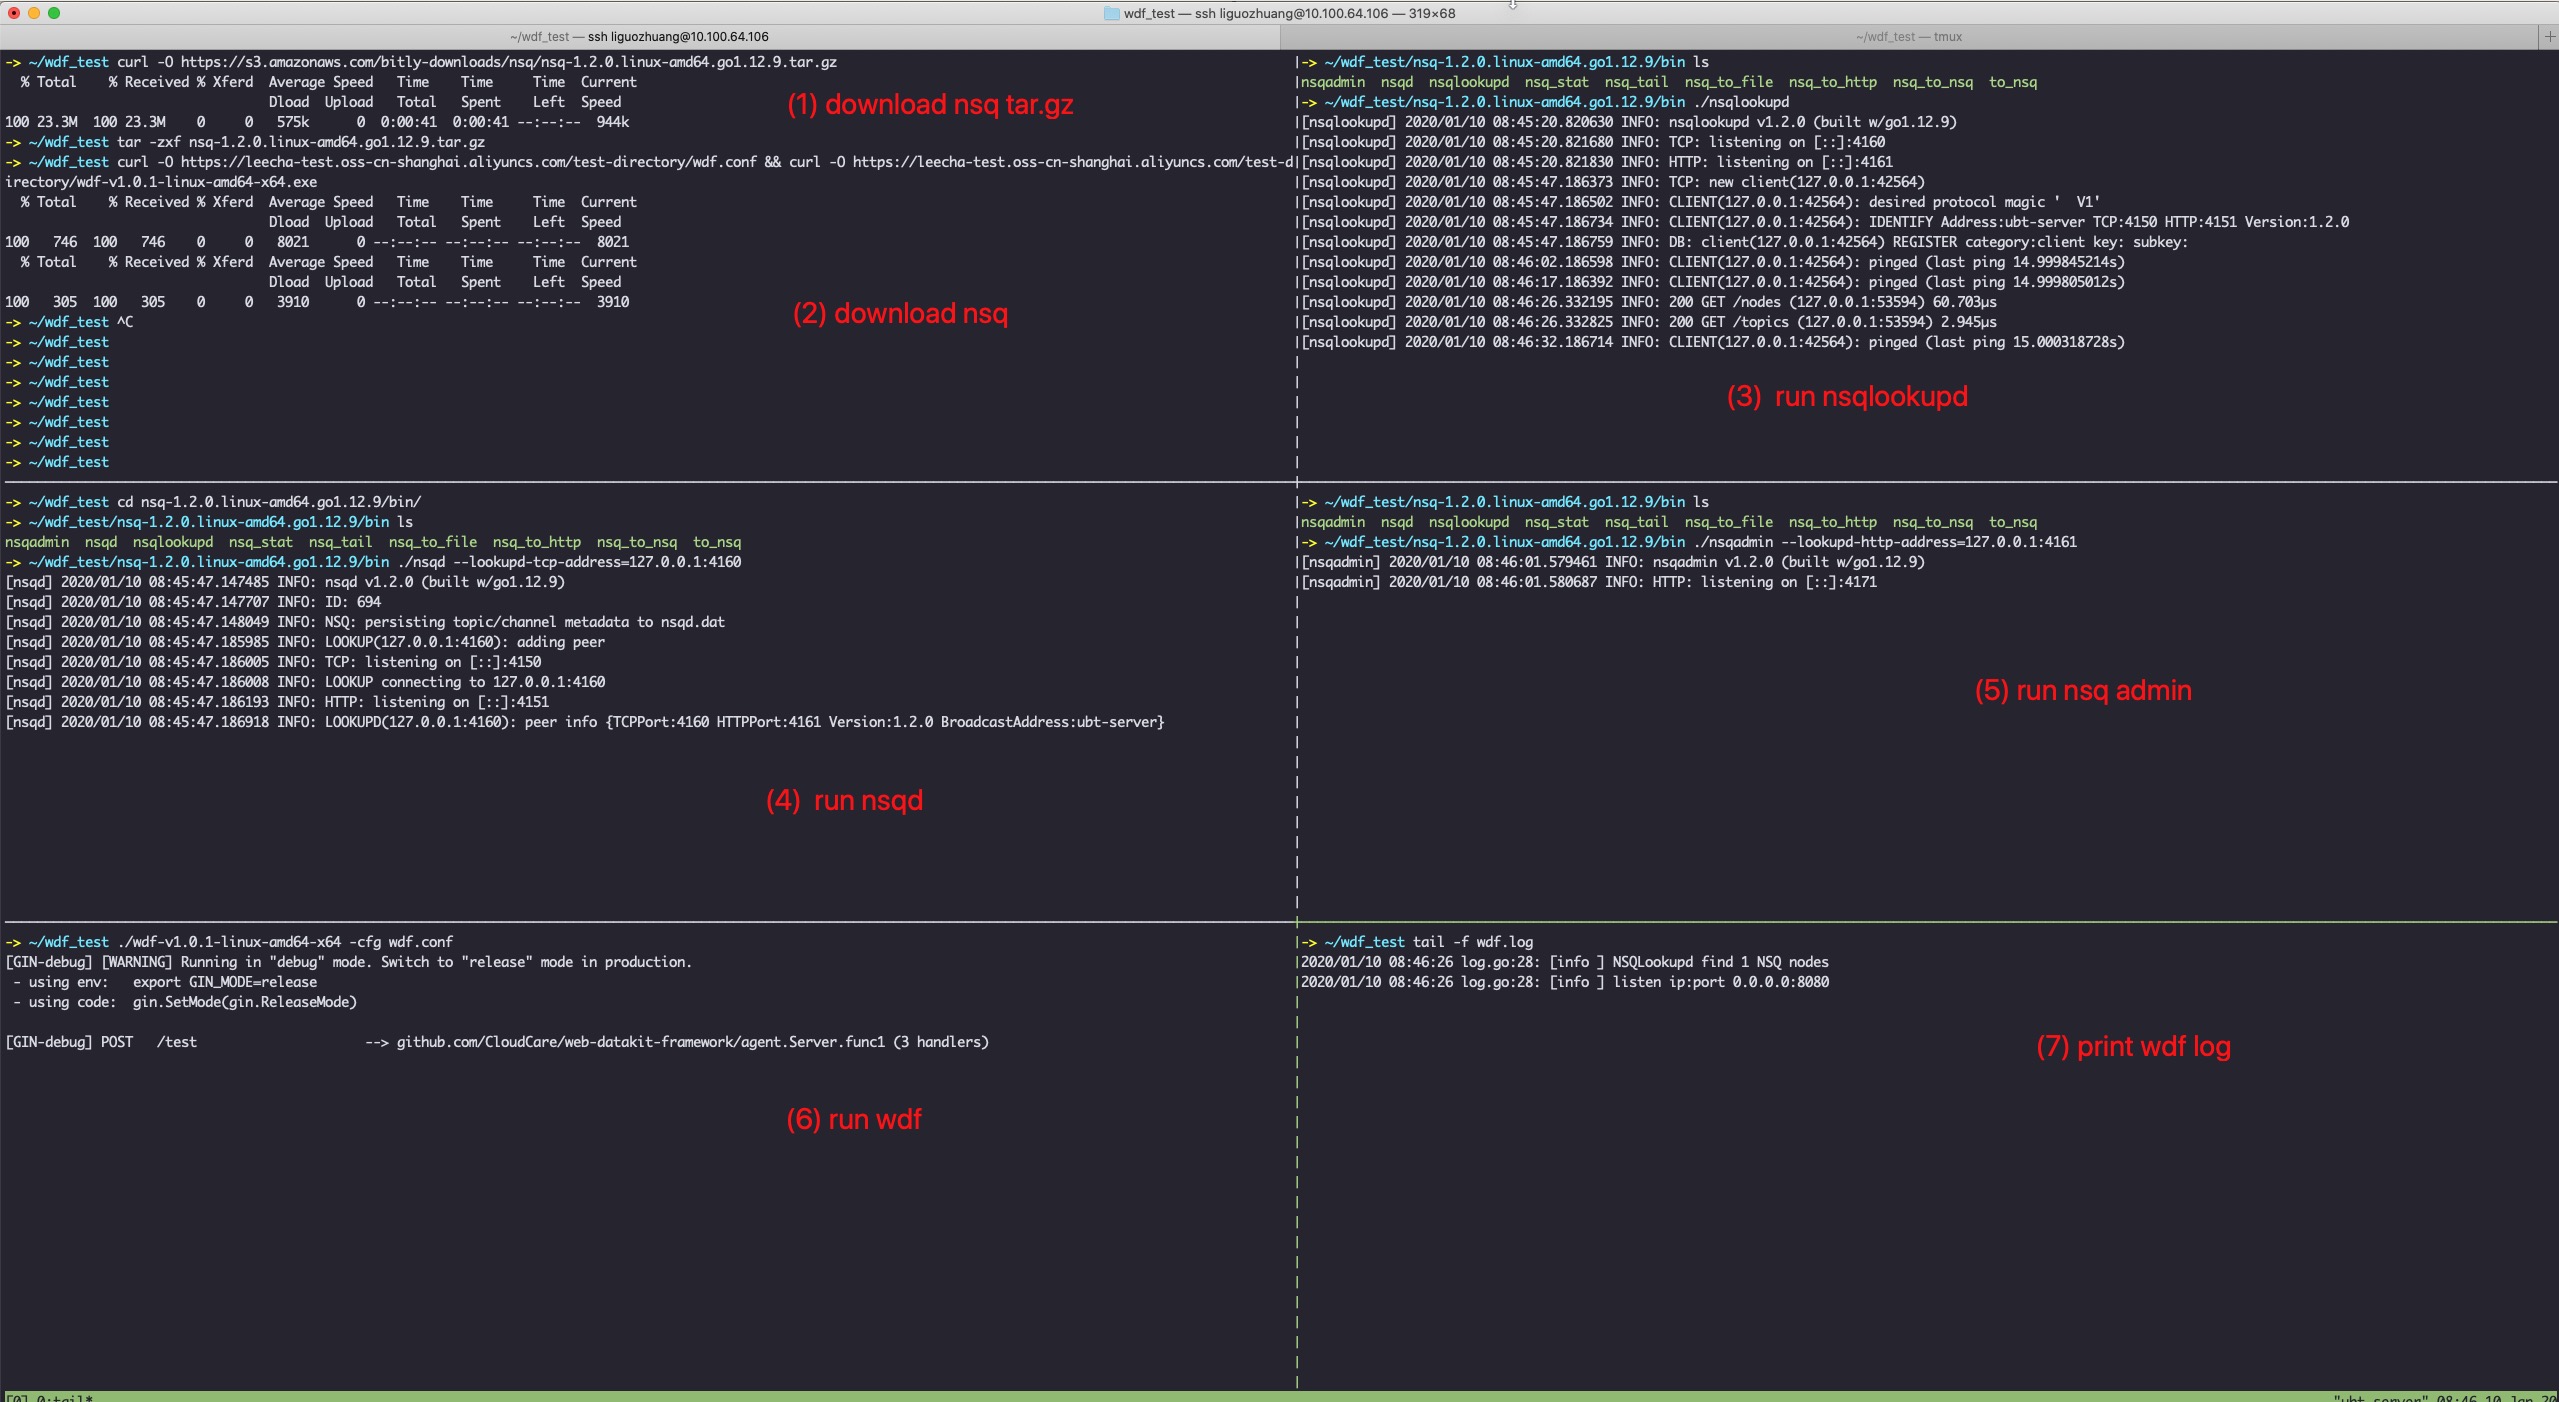 wdf_test — ssh liguozhuang@10.100.64.106 — 319×68
~/wdf_test — ssh liguozhuang@10.100.64.106
~/wdf_test — tmux
-> ~/wdf_test curl -O https://s3.amazonaws.com/bitly-downloads/nsq/nsq-1.2.0.linux-amd64.go1.12.9.tar.gz
% Total % Received % Xferd Average Speed Time Time Time Current
Dload Upload Total Spent Left Speed
100 23.3M 100 23.3M 0 0 575k 0 0:00:41 0:00:41 --:--:-- 944k
-> ~/wdf_test tar -zxf nsq-1.2.0.linux-amd64.go1.12.9.tar.gz
-> ~/wdf_test curl -O https://leecha-test.oss-cn-shanghai.aliyuncs.com/test-directory/wdf.conf && curl -O https://leecha-test.oss-cn-shanghai.aliyuncs.com/test-d
irectory/wdf-v1.0.1-linux-amd64-x64.exe
% Total % Received % Xferd Average Speed Time Time Time Current
Dload Upload Total Spent Left Speed
100 746 100 746 0 0 8021 0 --:--:-- --:--:-- --:--:-- 8021
% Total % Received % Xferd Average Speed Time Time Time Current
Dload Upload Total Spent Left Speed
100 305 100 305 0 0 3910 0 --:--:-- --:--:-- --:--:-- 3910
-> ~/wdf_test ^C
-> ~/wdf_test
-> ~/wdf_test
-> ~/wdf_test
-> ~/wdf_test
-> ~/wdf_test
-> ~/wdf_test
-> ~/wdf_test
(1) download nsq tar.gz
(2) download nsq
-> ~/wdf_test/nsq-1.2.0.linux-amd64.go1.12.9/bin ls
nsqadmin nsqd nsqlookupd nsq_stat nsq_tail nsq_to_file nsq_to_http nsq_to_nsq to_nsq
-> ~/wdf_test/nsq-1.2.0.linux-amd64.go1.12.9/bin ./nsqlookupd
[nsqlookupd] 2020/01/10 08:45:20.820630 INFO: nsqlookupd v1.2.0 (built w/go1.12.9)
[nsqlookupd] 2020/01/10 08:45:20.821680 INFO: TCP: listening on [::]:4160
[nsqlookupd] 2020/01/10 08:45:20.821830 INFO: HTTP: listening on [::]:4161
[nsqlookupd] 2020/01/10 08:45:47.186373 INFO: TCP: new client(127.0.0.1:42564)
[nsqlookupd] 2020/01/10 08:45:47.186502 INFO: CLIENT(127.0.0.1:42564): desired protocol magic '  V1'
[nsqlookupd] 2020/01/10 08:45:47.186734 INFO: CLIENT(127.0.0.1:42564): IDENTIFY Address:ubt-server TCP:4150 HTTP:4151 Version:1.2.0
[nsqlookupd] 2020/01/10 08:45:47.186759 INFO: DB: client(127.0.0.1:42564) REGISTER category:client key: subkey:
[nsqlookupd] 2020/01/10 08:46:02.186598 INFO: CLIENT(127.0.0.1:42564): pinged (last ping 14.999845214s)
[nsqlookupd] 2020/01/10 08:46:17.186392 INFO: CLIENT(127.0.0.1:42564): pinged (last ping 14.999805012s)
[nsqlookupd] 2020/01/10 08:46:26.332195 INFO: 200 GET /nodes (127.0.0.1:53594) 60.703µs
[nsqlookupd] 2020/01/10 08:46:26.332825 INFO: 200 GET /topics (127.0.0.1:53594) 2.945µs
[nsqlookupd] 2020/01/10 08:46:32.186714 INFO: CLIENT(127.0.0.1:42564): pinged (last ping 15.000318728s)
(3) run nsqlookupd
-> ~/wdf_test cd nsq-1.2.0.linux-amd64.go1.12.9/bin/
-> ~/wdf_test/nsq-1.2.0.linux-amd64.go1.12.9/bin ls
nsqadmin nsqd nsqlookupd nsq_stat nsq_tail nsq_to_file nsq_to_http nsq_to_nsq to_nsq
-> ~/wdf_test/nsq-1.2.0.linux-amd64.go1.12.9/bin ./nsqd --lookupd-tcp-address=127.0.0.1:4160
[nsqd] 2020/01/10 08:45:47.147485 INFO: nsqd v1.2.0 (built w/go1.12.9)
[nsqd] 2020/01/10 08:45:47.147707 INFO: ID: 694
[nsqd] 2020/01/10 08:45:47.148049 INFO: NSQ: persisting topic/channel metadata to nsqd.dat
[nsqd] 2020/01/10 08:45:47.185985 INFO: LOOKUP(127.0.0.1:4160): adding peer
[nsqd] 2020/01/10 08:45:47.186005 INFO: TCP: listening on [::]:4150
[nsqd] 2020/01/10 08:45:47.186008 INFO: LOOKUP connecting to 127.0.0.1:4160
[nsqd] 2020/01/10 08:45:47.186193 INFO: HTTP: listening on [::]:4151
[nsqd] 2020/01/10 08:45:47.186918 INFO: LOOKUPD(127.0.0.1:4160): peer info {TCPPort:4160 HTTPPort:4161 Version:1.2.0 BroadcastAddress:ubt-server}
(4) run nsqd
-> ~/wdf_test/nsq-1.2.0.linux-amd64.go1.12.9/bin ls
nsqadmin nsqd nsqlookupd nsq_stat nsq_tail nsq_to_file nsq_to_http nsq_to_nsq to_nsq
-> ~/wdf_test/nsq-1.2.0.linux-amd64.go1.12.9/bin ./nsqadmin --lookupd-http-address=127.0.0.1:4161
[nsqadmin] 2020/01/10 08:46:01.579461 INFO: nsqadmin v1.2.0 (built w/go1.12.9)
[nsqadmin] 2020/01/10 08:46:01.580687 INFO: HTTP: listening on [::]:4171
(5) run nsq admin
-> ~/wdf_test ./wdf-v1.0.1-linux-amd64-x64 -cfg wdf.conf
[GIN-debug] [WARNING] Running in "debug" mode. Switch to "release" mode in production.
- using env: export GIN_MODE=release
- using code: gin.SetMode(gin.ReleaseMode)
[GIN-debug] POST /test --> github.com/CloudCare/web-datakit-framework/agent.Server.func1 (3 handlers)
(6) run wdf
-> ~/wdf_test tail -f wdf.log
2020/01/10 08:46:26 log.go:28: [info ] NSQLookupd find 1 NSQ nodes
2020/01/10 08:46:26 log.go:28: [info ] listen ip:port 0.0.0.0:8080
(7) print wdf log
[0] 0:tail*
"ubt-server" 08:46 10-Jan-20